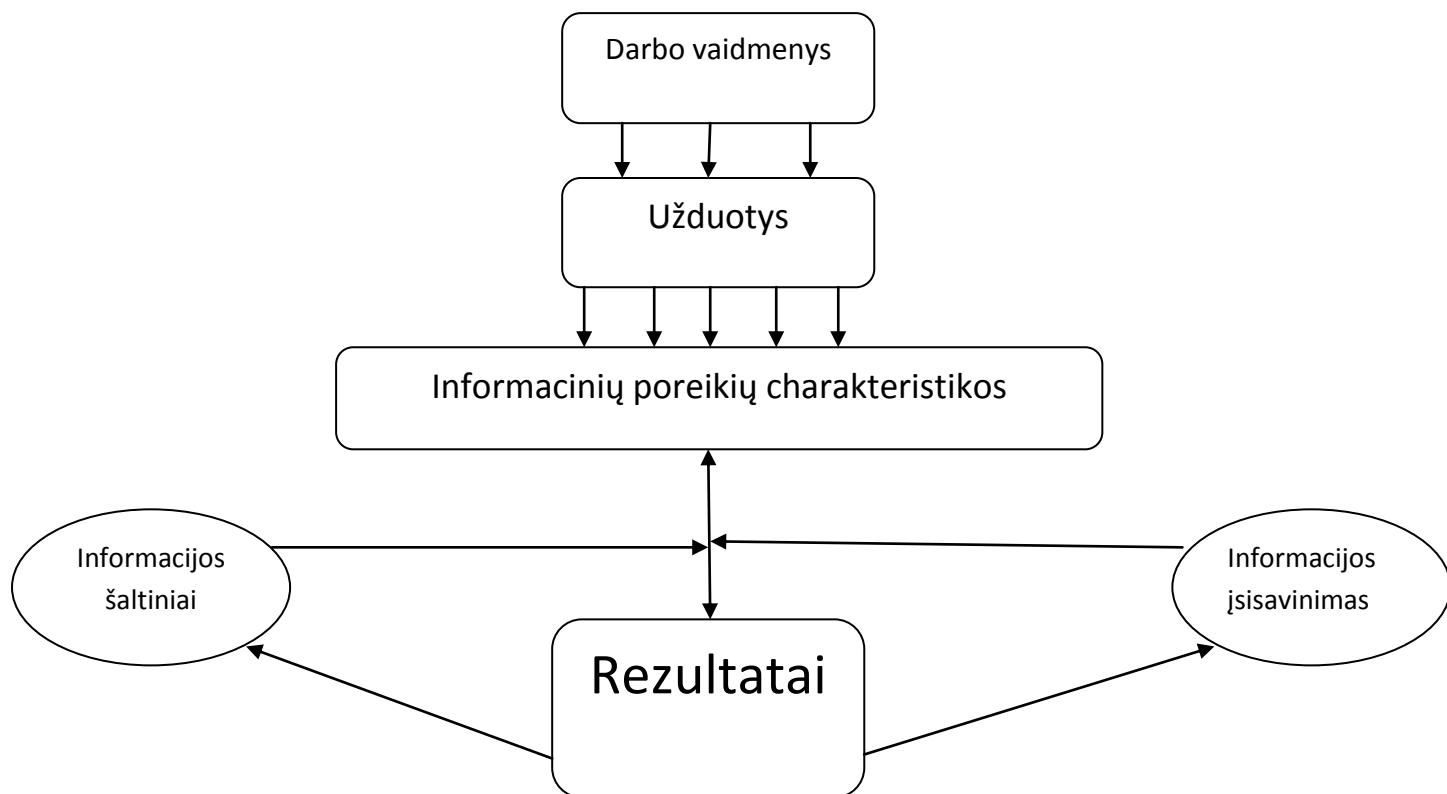 Darbo vaidmenys
Užduotys
Informacinių poreikių charakteristikos
Informacijos
šaltiniai
Informacijos
įsisavinimas
Rezultatai